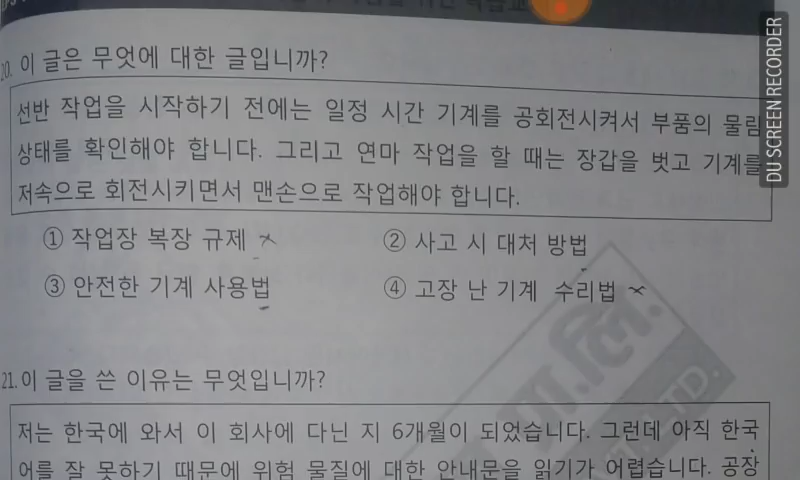 20. 이 글은 무엇에 대한 글입니까?
선반 작업을 시작하기 전에는 일정 시간 기계를 공회전시켜서 부품의 물림
상태를 확인해야 합니다. 그리고 연마 작업을 할 때는 장갑을 벗고 기계를
저속으로 회전시키면서 맨손으로 작업해야 합니다.
① 작업장 복장 규제 ② 사고 시 대처 방법
③ 안전한 기계 사용법 ④ 고장 난 기계 수리법
21. 이 글을 쓴 이유는 무엇입니까?
저는 한국에 와서 이 회사에 다닌 지 6개월이 되었습니다. 그런데 아직 한국
어를 잘 못하기 때문에 위험 물질에 대한 안내문을 읽기가 어렵습니다. 공장
प्रा.लि.
PVT.LTD.
DU SCREEN RECORDER